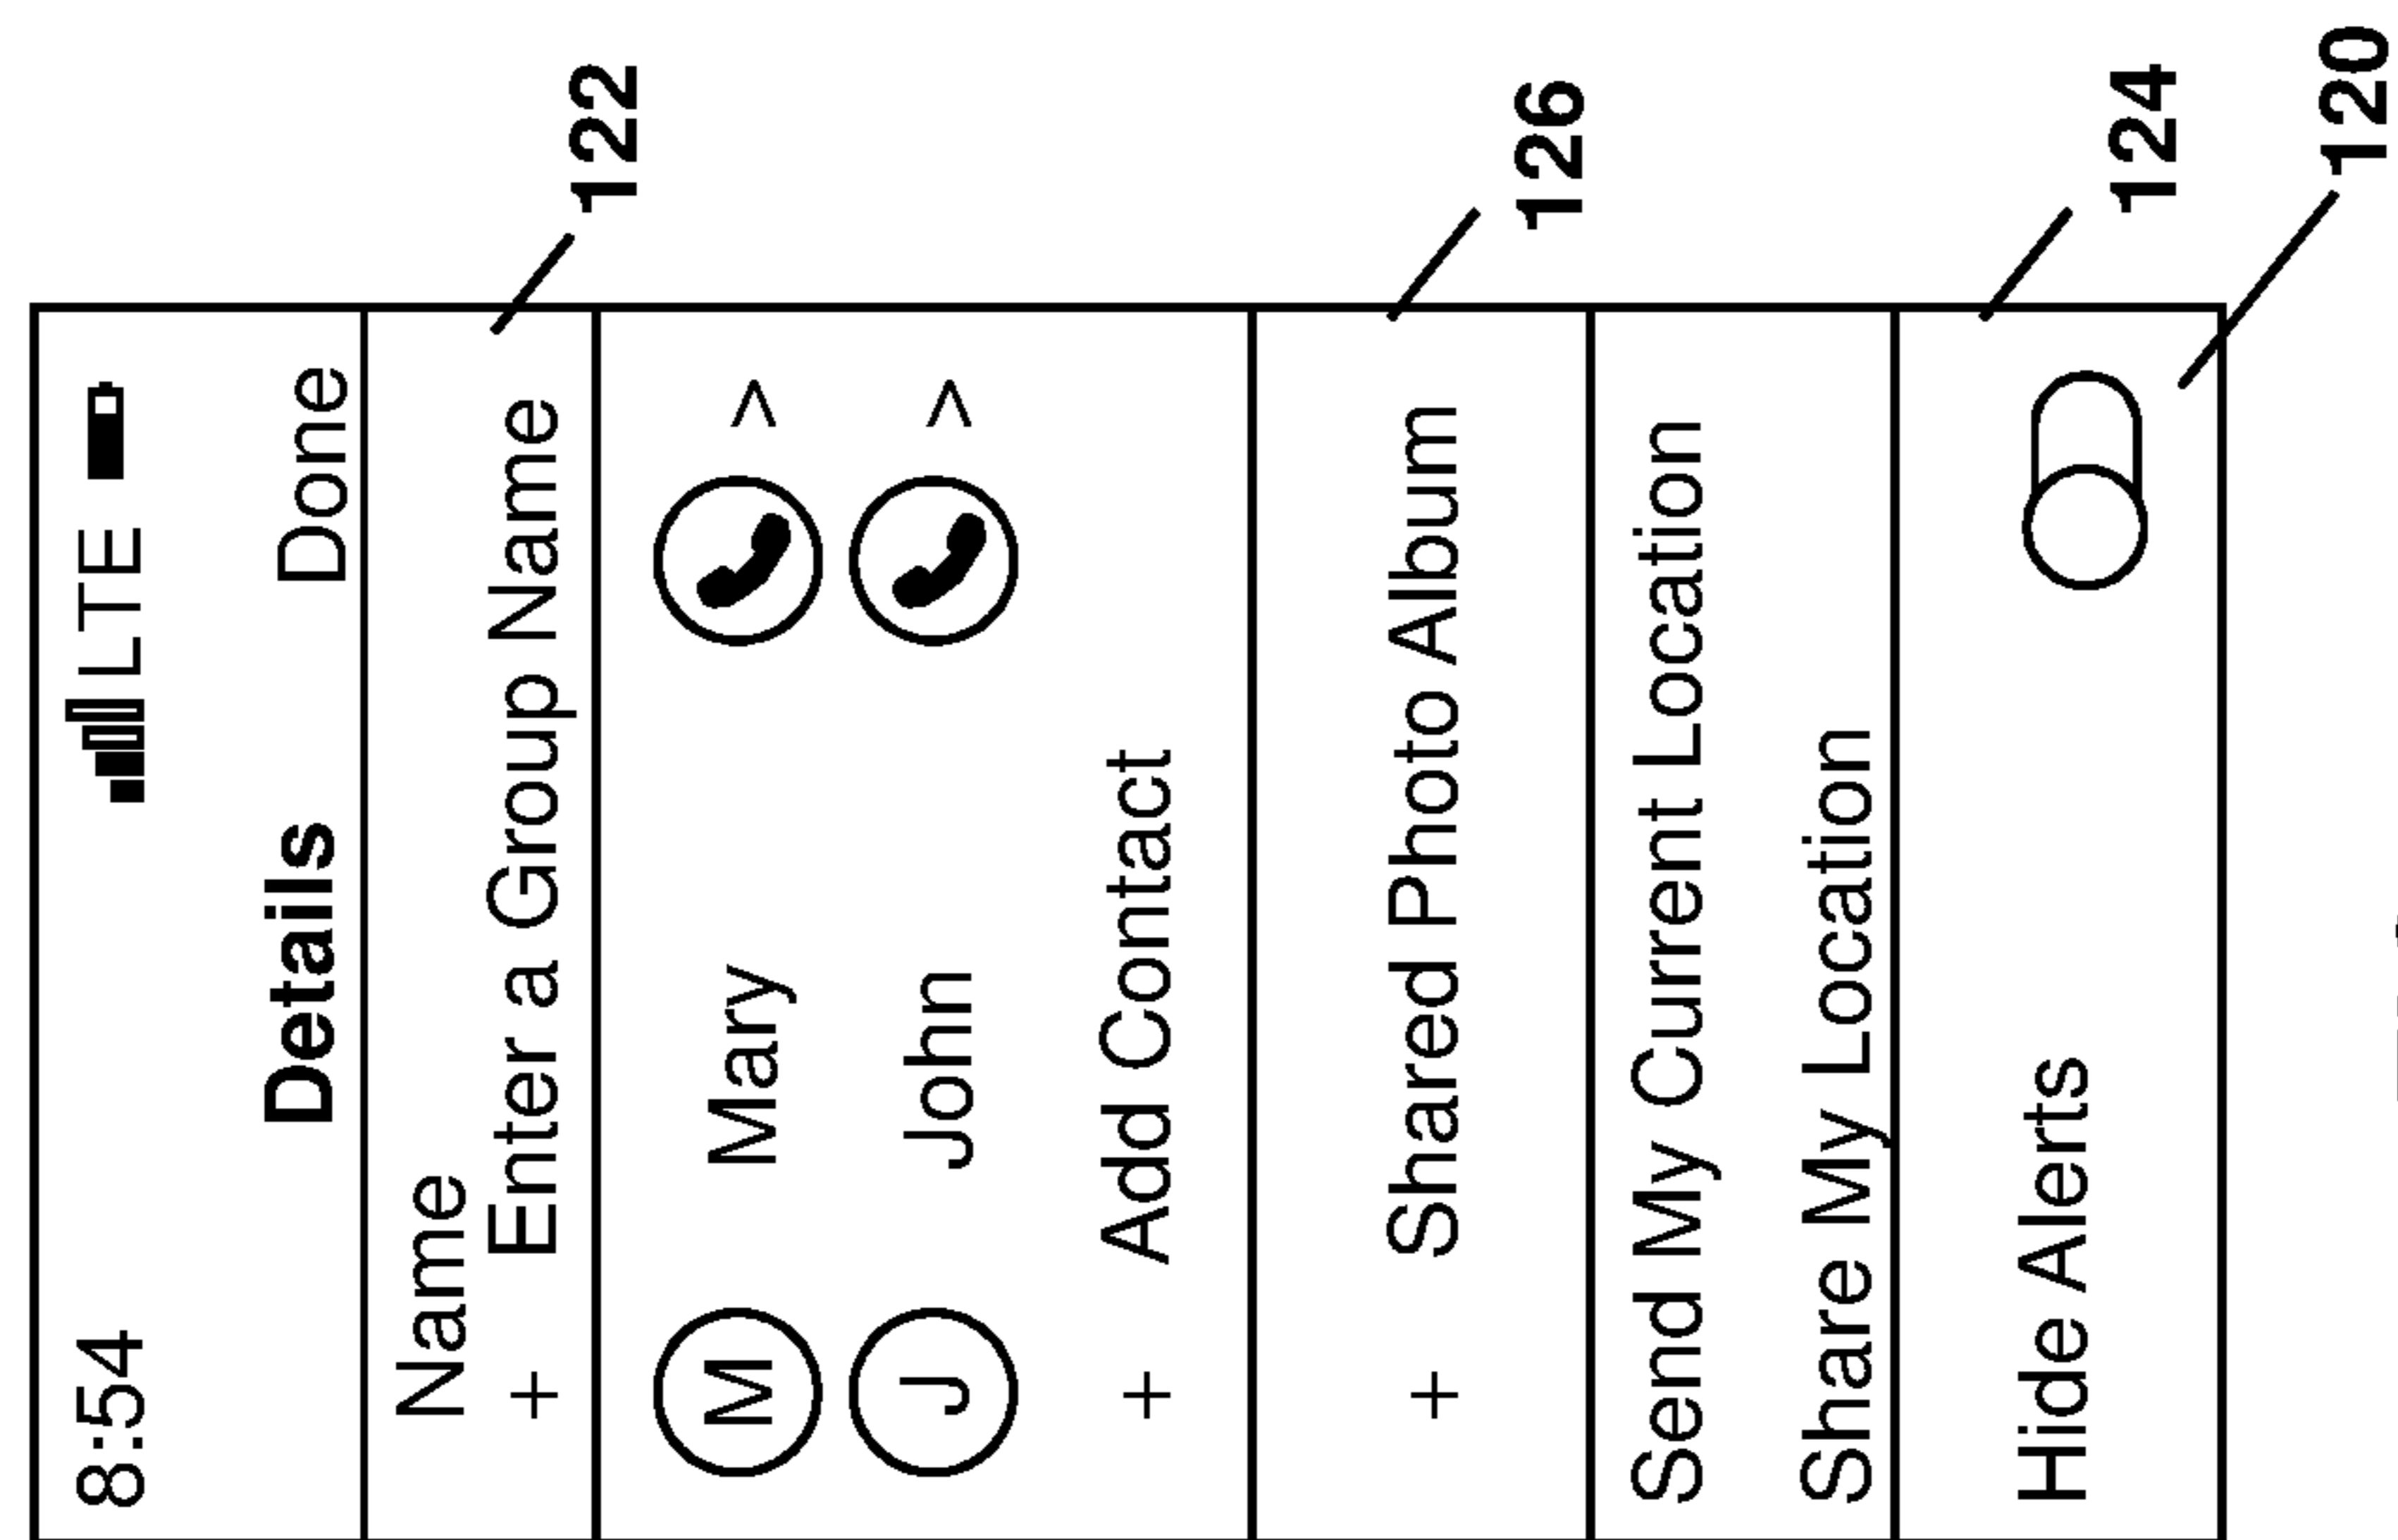 8:54 LTE
Details Done
Name
+ Enter a Group Name
122
M Mary >
J John >
+ Add Contact
+ Shared Photo Album
126
Send My Current Location
Share My Location
Hide Alerts
124
120